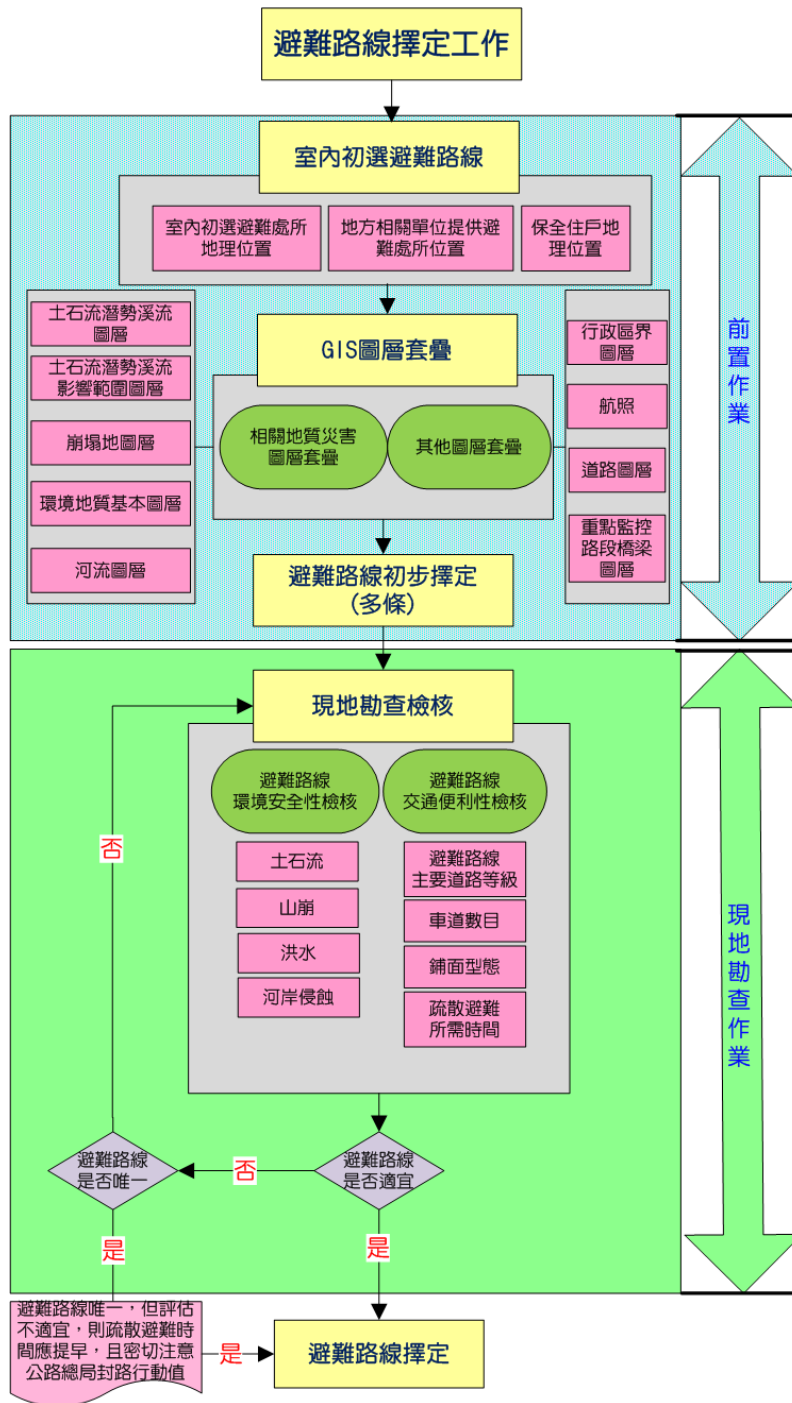 避難路線擇定工作
室內初選避難路線
室內初選避難處所
地理位置
地方相關單位提供避
難處所位置
保全住戶地
理位置
土石流潛勢溪流
圖層
土石流潛勢溪流
影響範圍圖層
崩塌地圖層
環境地質基本圖層
河流圖層
GIS圖層套疊
相關地質災害
圖層套疊
其他圖層套疊
行政區界
圖層
航照
道路圖層
重點監控
路段橋梁
圖層
避難路線初步擇定
(多條)
前置作業
現地勘查檢核
避難路線
環境安全性檢核
土石流
山崩
洪水
河岸侵蝕
避難路線
交通便利性檢核
避難路線
主要道路等級
車道數目
鋪面型態
疏散避難
所需時間
現地勘查作業
否
避難路線
是否唯一
否
避難路線
是否適宜
是
是
避難路線唯一，但評估
不適宜，則疏散避難時
間應提早，且密切注意
公路總局封路行動值
是
避難路線擇定